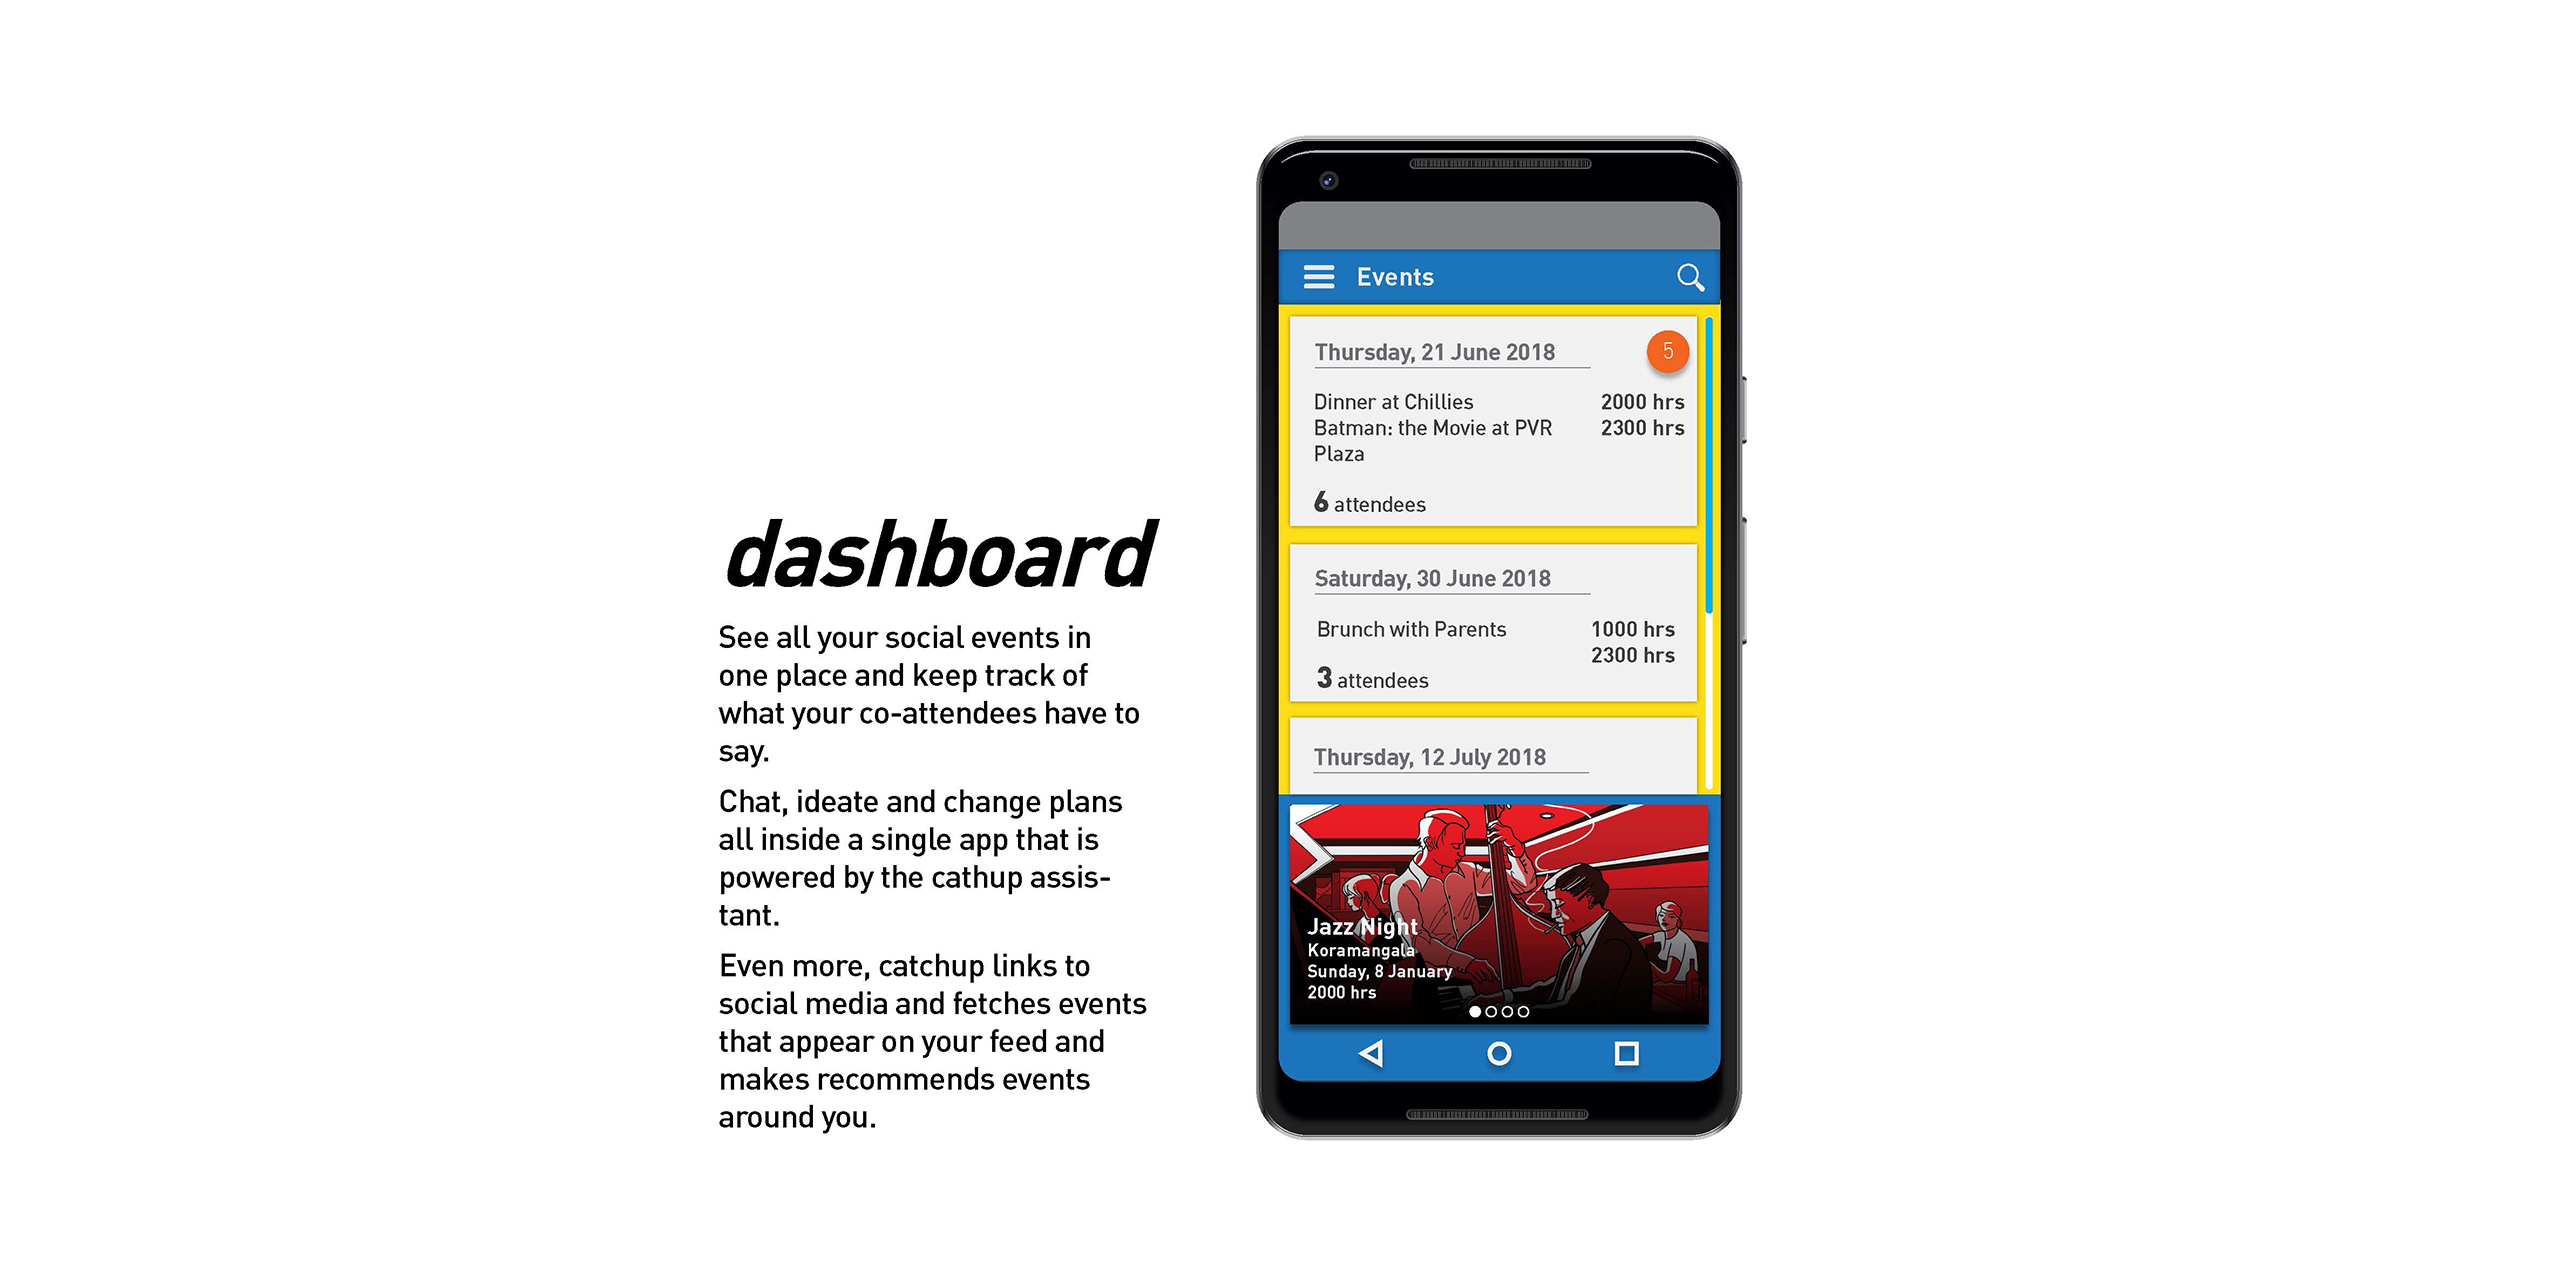 dashboard
See all your social events in
one place and keep track of
what your co-attendees have to
say.
Chat, ideate and change plans
all inside a single app that is
powered by the cathup assis-
tant.
Even more, catchup links to
social media and fetches events
that appear on your feed and
makes recommends events
around you.
Events
Thursday, 21 June 2018
5
Dinner at Chillies 2000 hrs
Batman: the Movie at PVR 2300 hrs
Plaza
6 attendees
Saturday, 30 June 2018
Brunch with Parents 1000 hrs
2300 hrs
3 attendees
Thursday, 12 July 2018
Jazz Night
Koramangala
Sunday, 8 January
2000 hrs